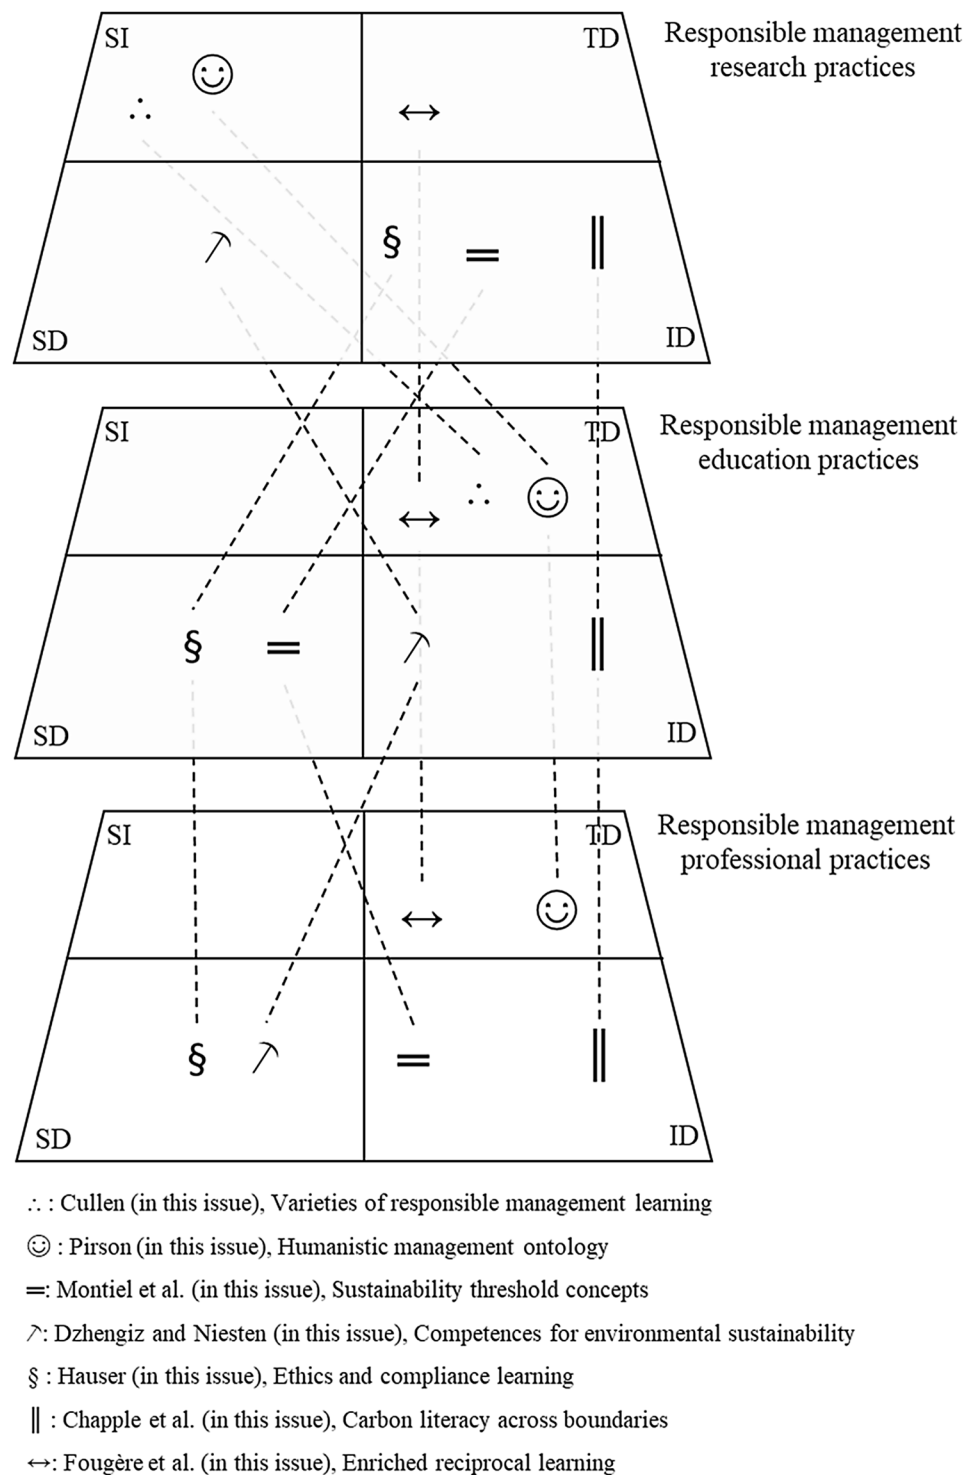 SI
TD
Responsible management
research practices
∴
☺
↔
↗
§
=
‖
SD
ID
SI
TD
Responsible management
education practices
∴
☺
↔
§
=
↗
‖
SD
ID
SI
TD
Responsible management
professional practices
↔
☺
§
↗
=
‖
SD
ID
∴ : Cullen (in this issue), Varieties of responsible management learning
☺ : Pirson (in this issue), Humanistic management ontology
=: Montiel et al. (in this issue), Sustainability threshold concepts
↗: Dzhengiz and Niesten (in this issue), Competences for environmental sustainability
§ : Hauser (in this issue), Ethics and compliance learning
‖ : Chapple et al. (in this issue), Carbon literacy across boundaries
↔: Fougère et al. (in this issue), Enriched reciprocal learning